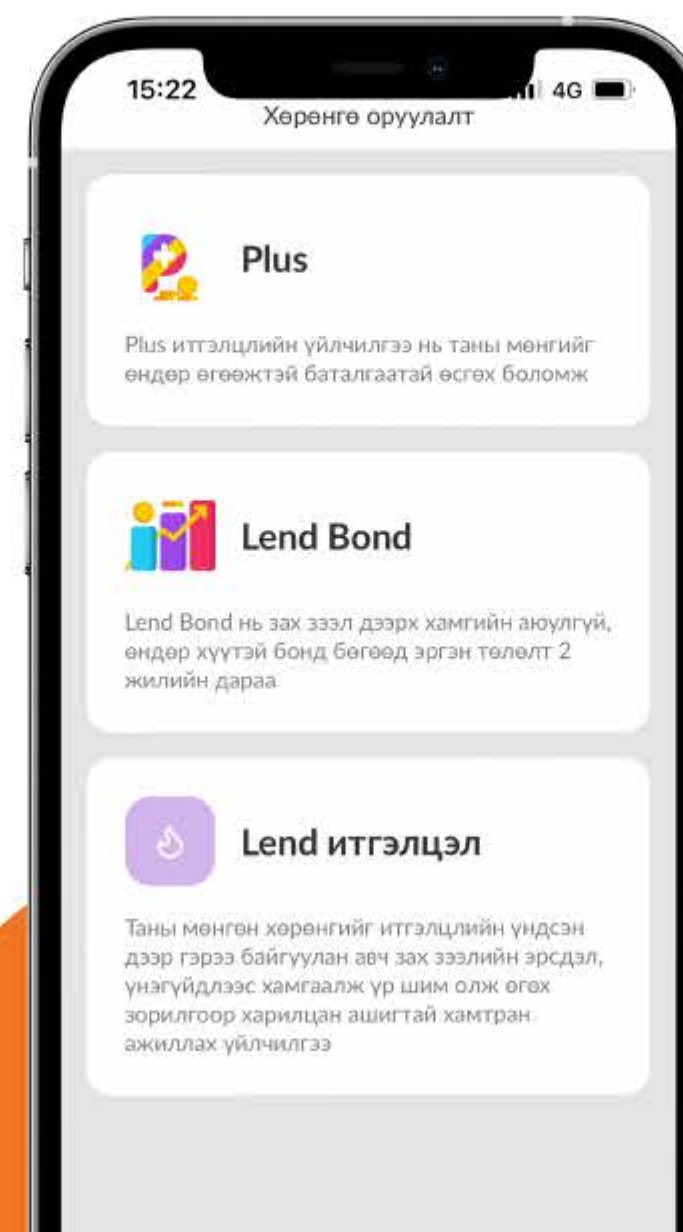 15:22
4G
Хөрөнгө оруулалт
Plus
Plus итгэлцлийн үйлчилгээ нь таны мөнгийг
өндөр өгөөжтэй баталгаатай өсгөх боломж
Lend Bond
Lend Bond нь зах зээл дээрх хамгийн аюулгүй,
өндөр хүүтэй бонд бөгөөд эргэн төлөлт 2
жилийн дараа
Lend итгэлцэл
Таны мөнгөн хөрөнгийг итгэлцлийн үндсэн
дээр гэрээ байгуулан авч зах зээлийн эрсдэл,
үнэгүйдлээс хамгаалж үр шим олж өгөх
зорилгоор харилцан ашигтай хамтран
ажиллах үйлчилгээ